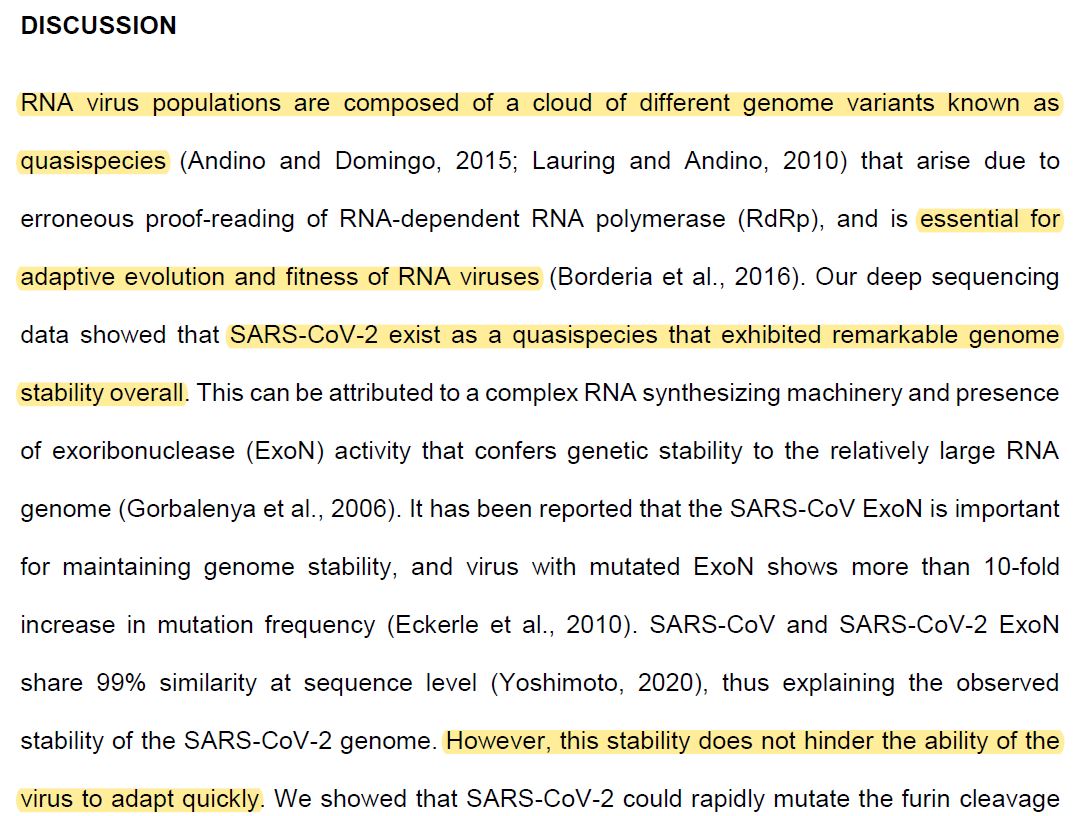 DISCUSSION
RNA virus populations are composed of a cloud of different genome variants known as
quasispecies (Andino and Domingo, 2015; Lauring and Andino, 2010) that arise due to
erroneous proof-reading of RNA-dependent RNA polymerase (RdRp), and is essential for
adaptive evolution and fitness of RNA viruses (Borderia et al., 2016). Our deep sequencing
data showed that SARS-CoV-2 exist as a quasispecies that exhibited remarkable genome
stability overall. This can be attributed to a complex RNA synthesizing machinery and presence
of exoribonuclease (ExoN) activity that confers genetic stability to the relatively large RNA
genome (Gorbalenya et al., 2006). It has been reported that the SARS-CoV ExoN is important
for maintaining genome stability, and virus with mutated ExoN shows more than 10-fold
increase in mutation frequency (Eckerle et al., 2010). SARS-CoV and SARS-CoV-2 ExoN
share 99% similarity at sequence level (Yoshimoto, 2020), thus explaining the observed
stability of the SARS-CoV-2 genome. However, this stability does not hinder the ability of the
virus to adapt quickly. We showed that SARS-CoV-2 could rapidly mutate the furin cleavage